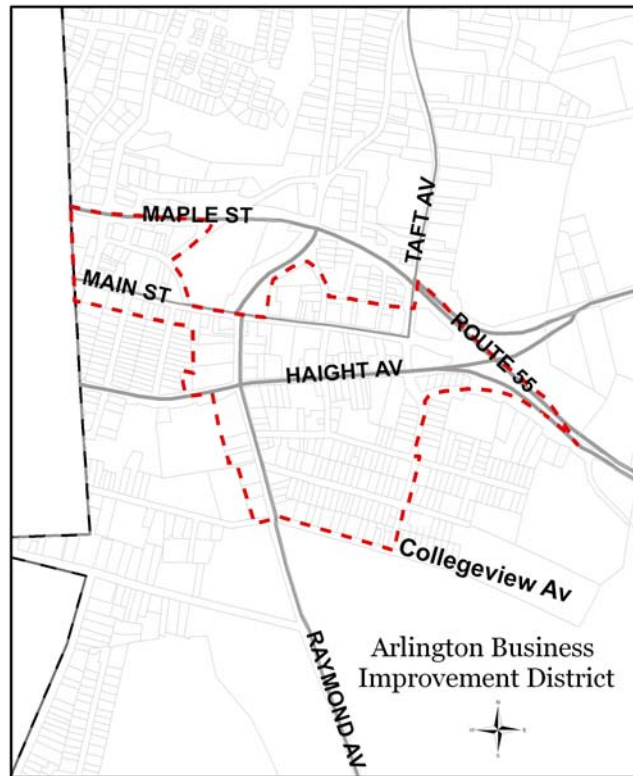 MAPLE ST
TAFT AV
MAIN ST
ROUTE 55
HAIGHT AV
Collegeview Av
RAYMOND AV
Arlington Business
Improvement District